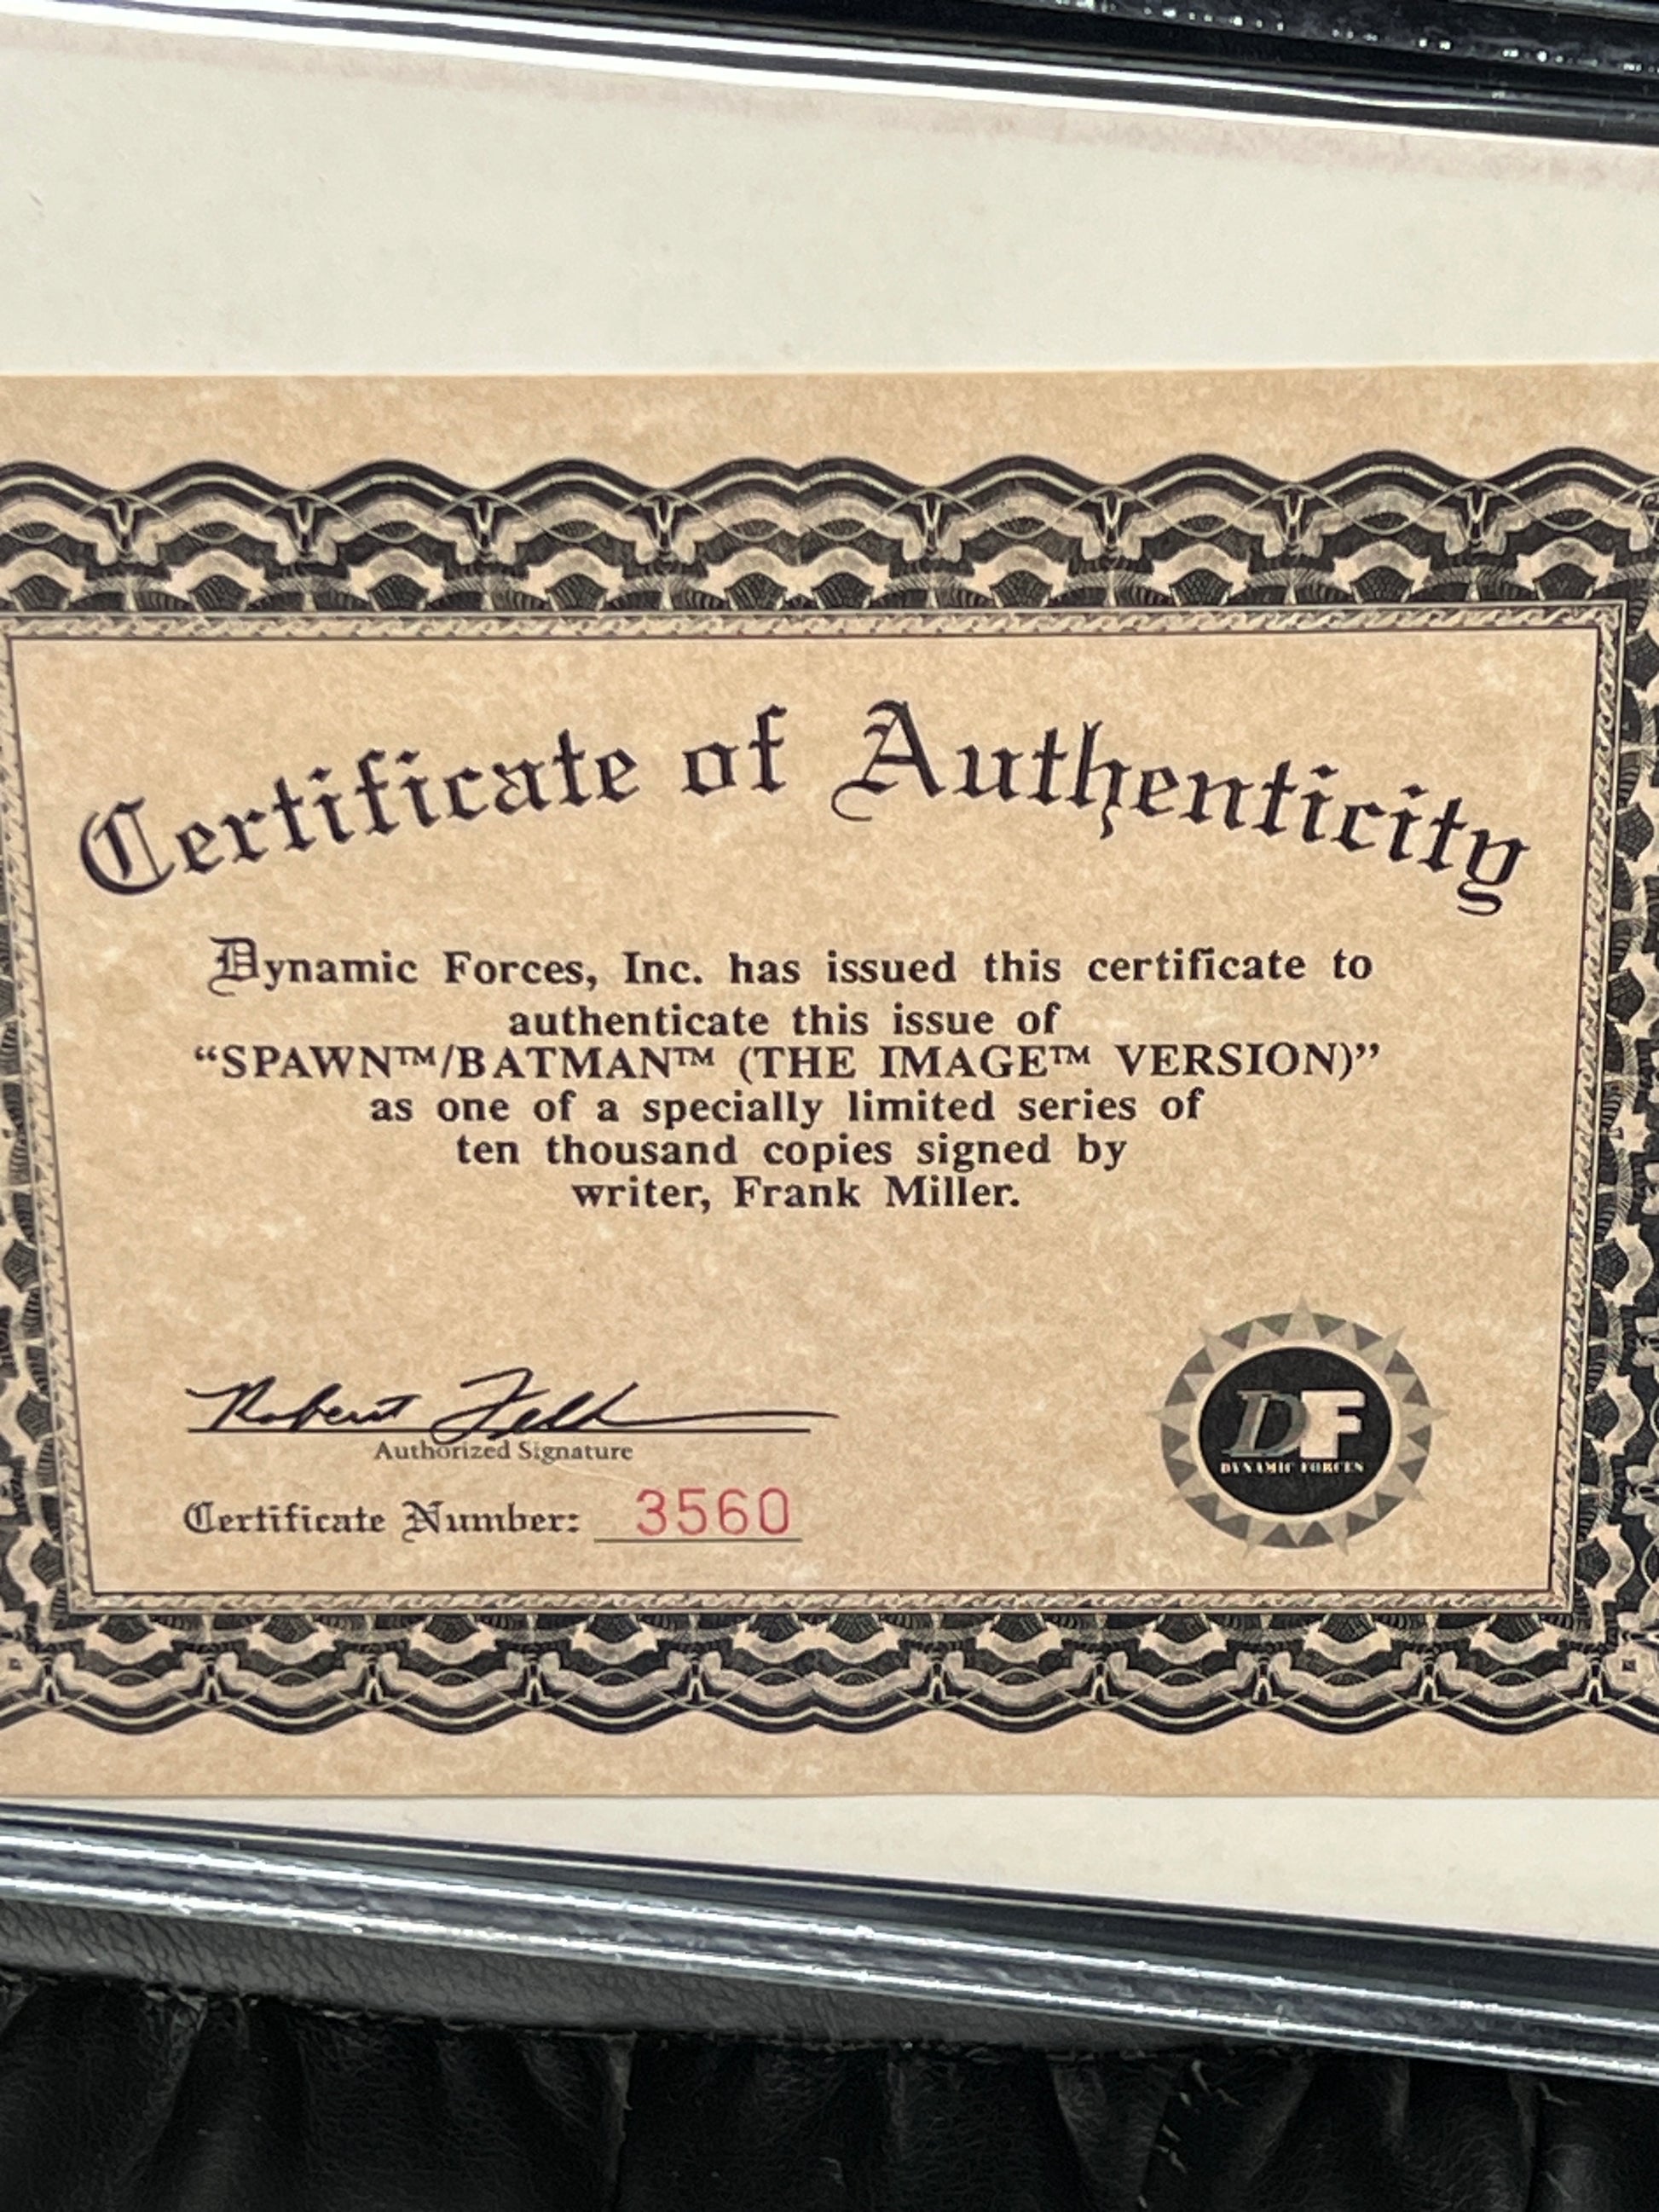 Certificate of Authenticity
Dynamic Forces, Inc. has issued this certificate to
authenticate this issue of
“SPAWN™/BATMAN™ (THE IMAGE™ VERSION)”
as one of a specially limited series of
ten thousand copies signed by
writer, Frank Miller.
Robert Feld
Authorized Signature
Certificate Number: 3560
DF
DYNAMIC FORCES